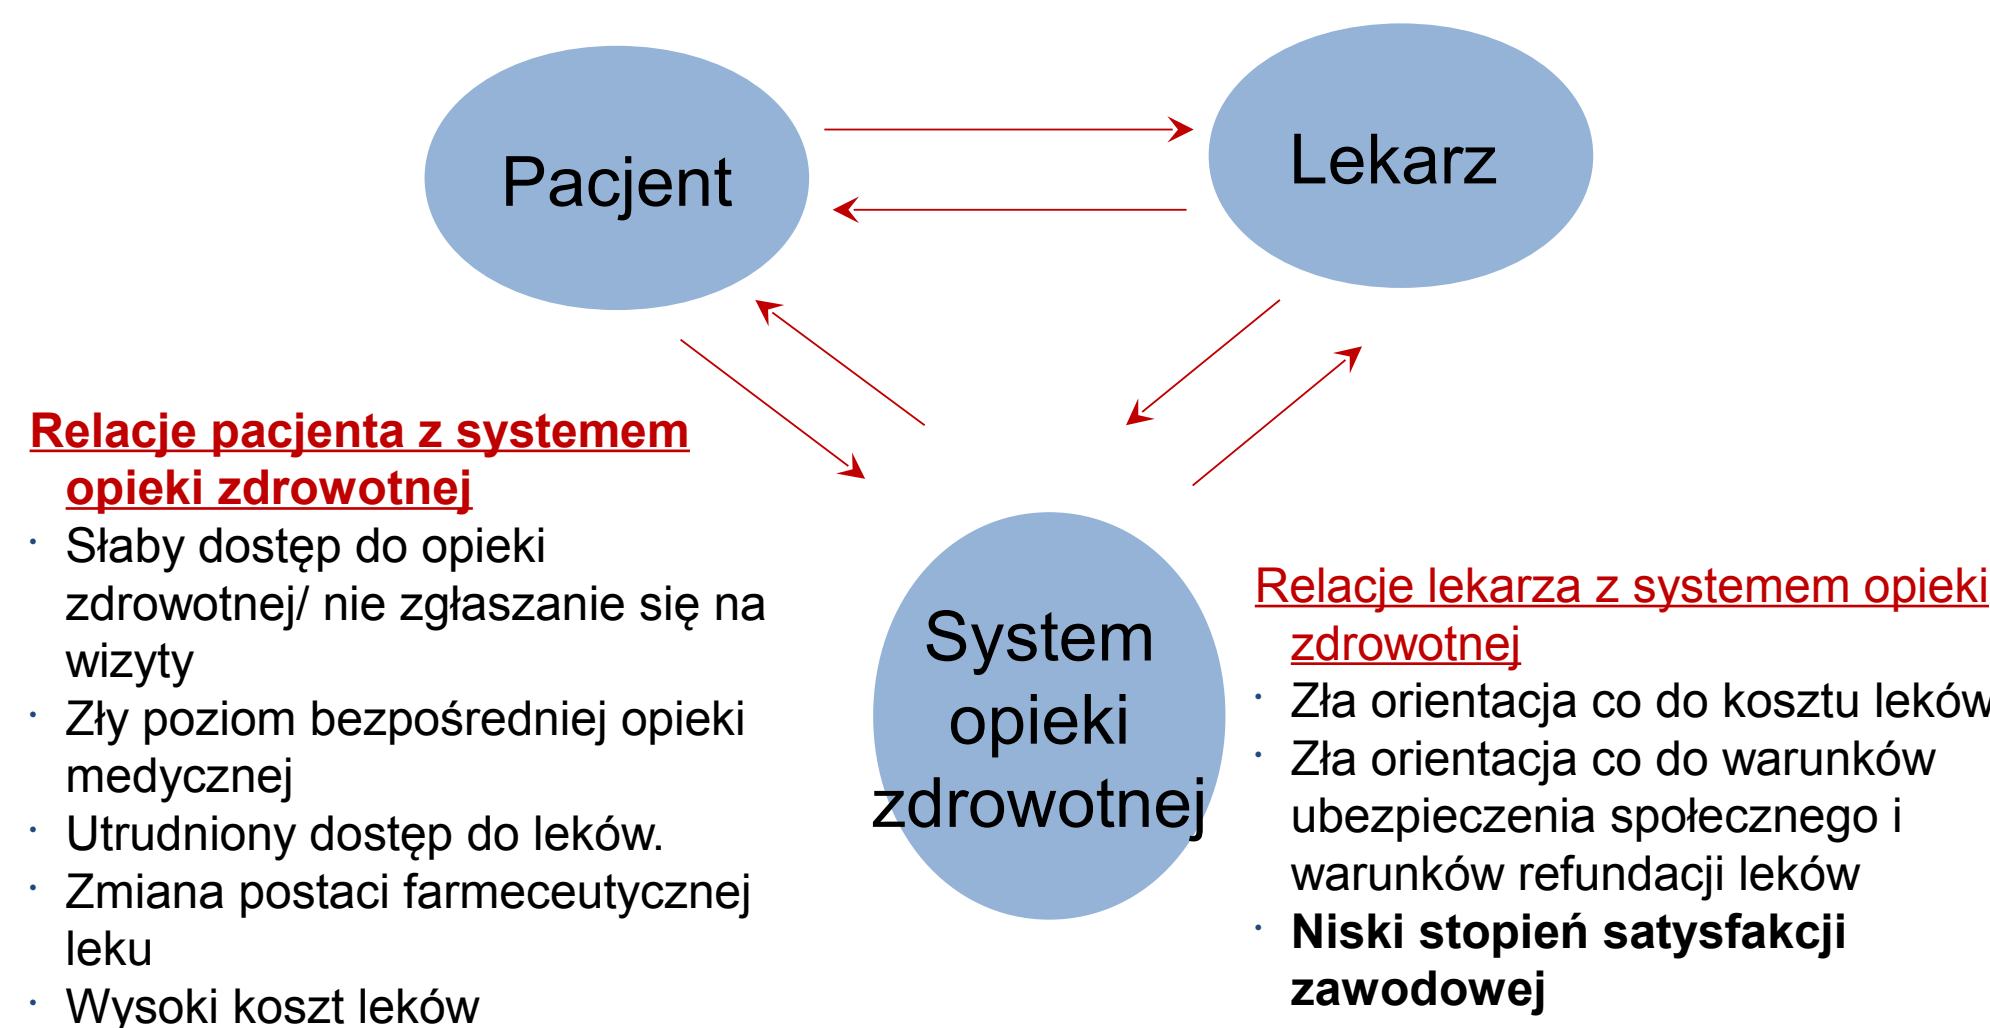 Pacjent
Lekarz
Relacje pacjenta z systemem
opieki zdrowotnej
· Słaby dostęp do opieki
zdrowotnej/ nie zgłaszanie się na
wizyty
· Zły poziom bezpośredniej opieki
medycznej
· Utrudniony dostęp do leków.
· Zmiana postaci farmeceutycznej
leku
· Wysoki koszt leków
System
opieki
zdrowotnej
Relacje lekarza z systemem opieki
zdrowotnej
· Zła orientacja co do kosztu leków
· Zła orientacja co do warunków
ubezpieczenia społecznego i
warunków refundacji leków
· Niski stopień satysfakcji
zawodowej